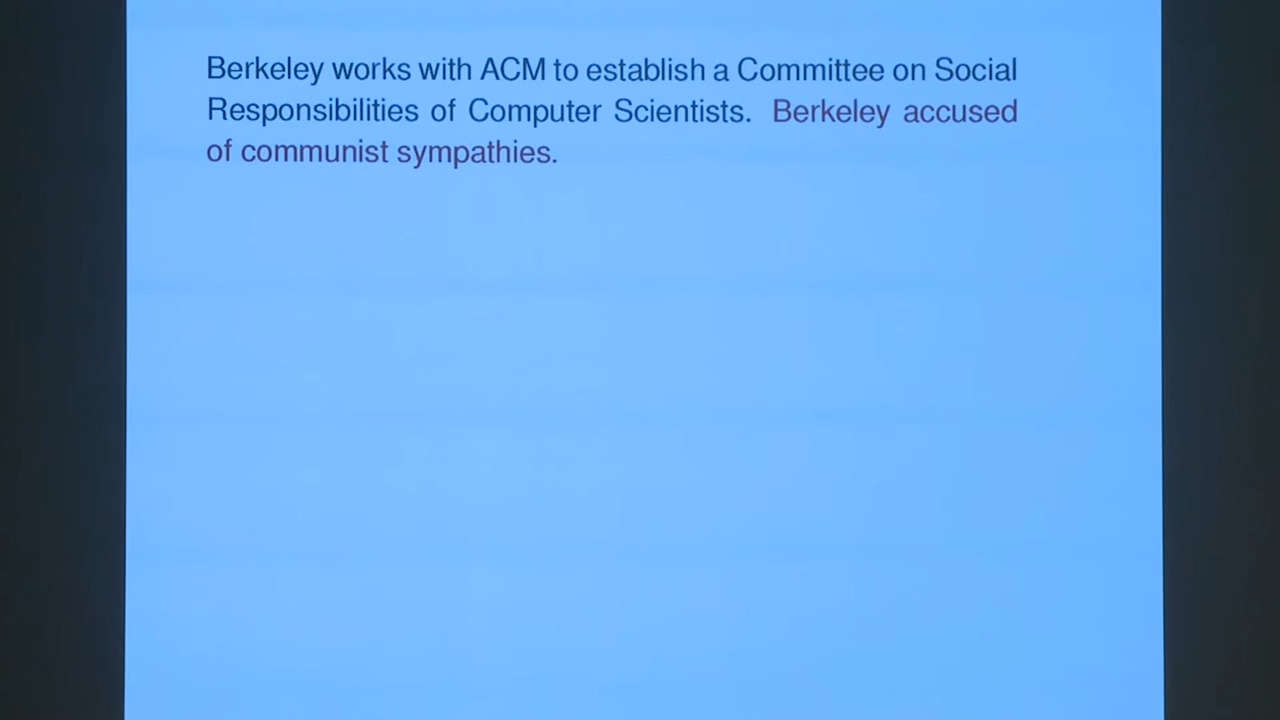 Berkeley works with ACM to establish a Committee on Social
Responsibilities of Computer Scientists. Berkeley accused
of communist sympathies.